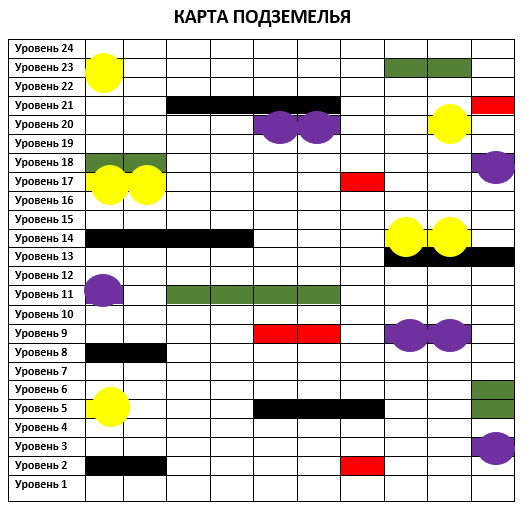 КАРТА ПОДЗЕМЕЛЬЯ
Уровень 24
Уровень 23
Уровень 22
Уровень 21
Уровень 20
Уровень 19
Уровень 18
Уровень 17
Уровень 16
Уровень 15
Уровень 14
Уровень 13
Уровень 12
Уровень 11
Уровень 10
Уровень 9
Уровень 8
Уровень 7
Уровень 6
Уровень 5
Уровень 4
Уровень 3
Уровень 2
Уровень 1